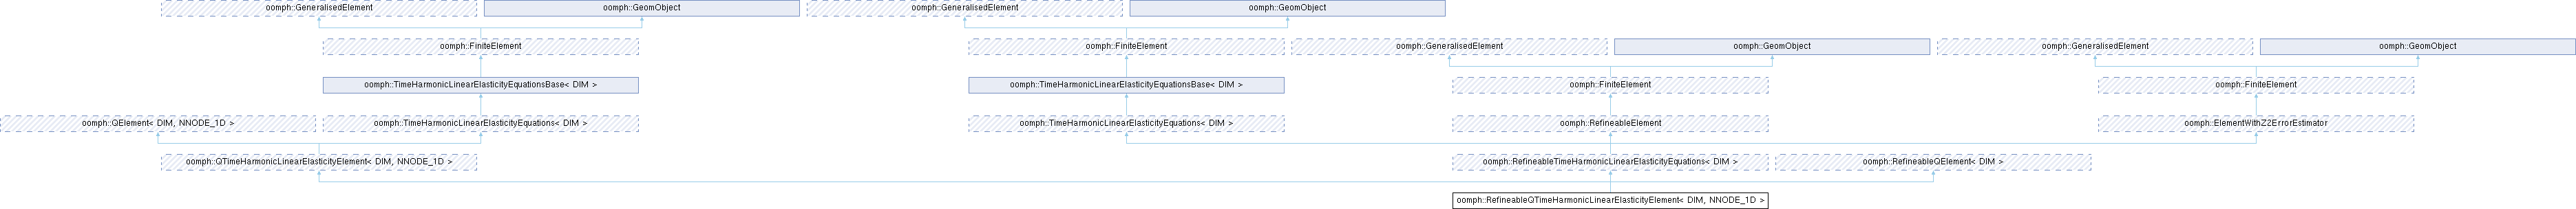 oomph::GeneralisedElement
oomph::GeomObject
oomph::GeneralisedElement
oomph::GeomObject
oomph::FiniteElement
oomph::FiniteElement
oomph::GeneralisedElement
oomph::GeomObject
oomph::GeneralisedElement
oomph::GeomObject
oomph::TimeHarmonicLinearElasticityEquationsBase< DIM >
oomph::TimeHarmonicLinearElasticityEquationsBase< DIM >
oomph::FiniteElement
oomph::FiniteElement
oomph::QElement< DIM, NNODE_1D >
oomph::TimeHarmonicLinearElasticityEquations< DIM >
oomph::TimeHarmonicLinearElasticityEquations< DIM >
oomph::RefineableElement
oomph::ElementWithZ2ErrorEstimator
oomph::QTimeHarmonicLinearElasticityElement< DIM, NNODE_1D >
oomph::RefineableTimeHarmonicLinearElasticityEquations< DIM >
oomph::RefineableQElement< DIM >
oomph::RefineableQTimeHarmonicLinearElasticityElement< DIM, NNODE_1D >